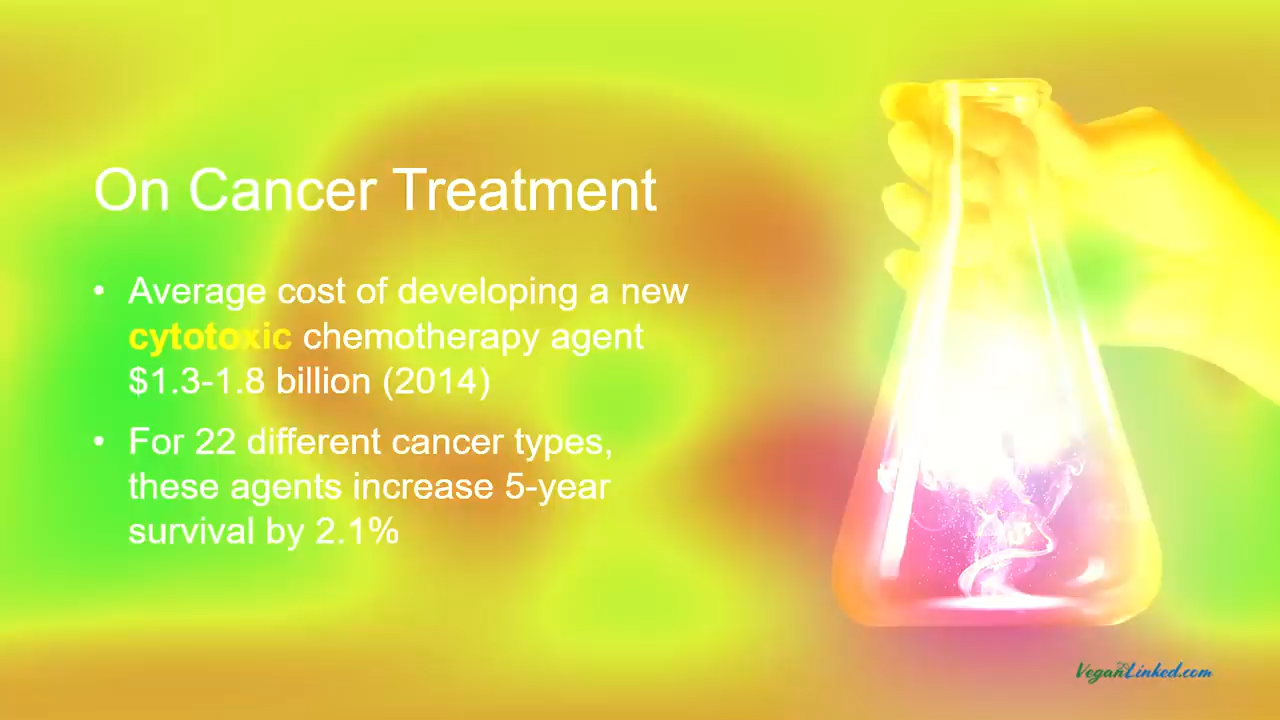 On Cancer Treatment
• Average cost of developing a new
cytotoxic chemotherapy agent
$1.3-1.8 billion (2014)
• For 22 different cancer types,
these agents increase 5-year
survival by 2.1%
VeganLinked.com